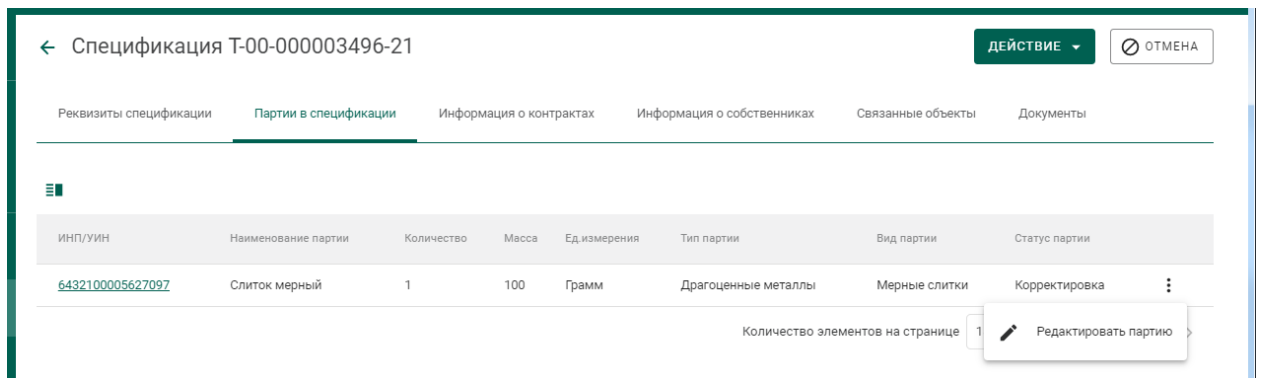 Спецификация Т-00-000003496-21
ДЕЙСТВИЕ
ОТМЕНА
Реквизиты спецификации Партии в спецификации Информация о контрактах Информация о собственниках Связанные объекты Документы
ИНП/УИН Наименование партии Количество Масса Ед.измерения Тип партии Вид партии Статус партии
6432100005627097 Слиток мерный 1 100 Грамм Драгоценные металлы Мерные слитки Корректировка
Количество элементов на странице 1
Редактировать партию